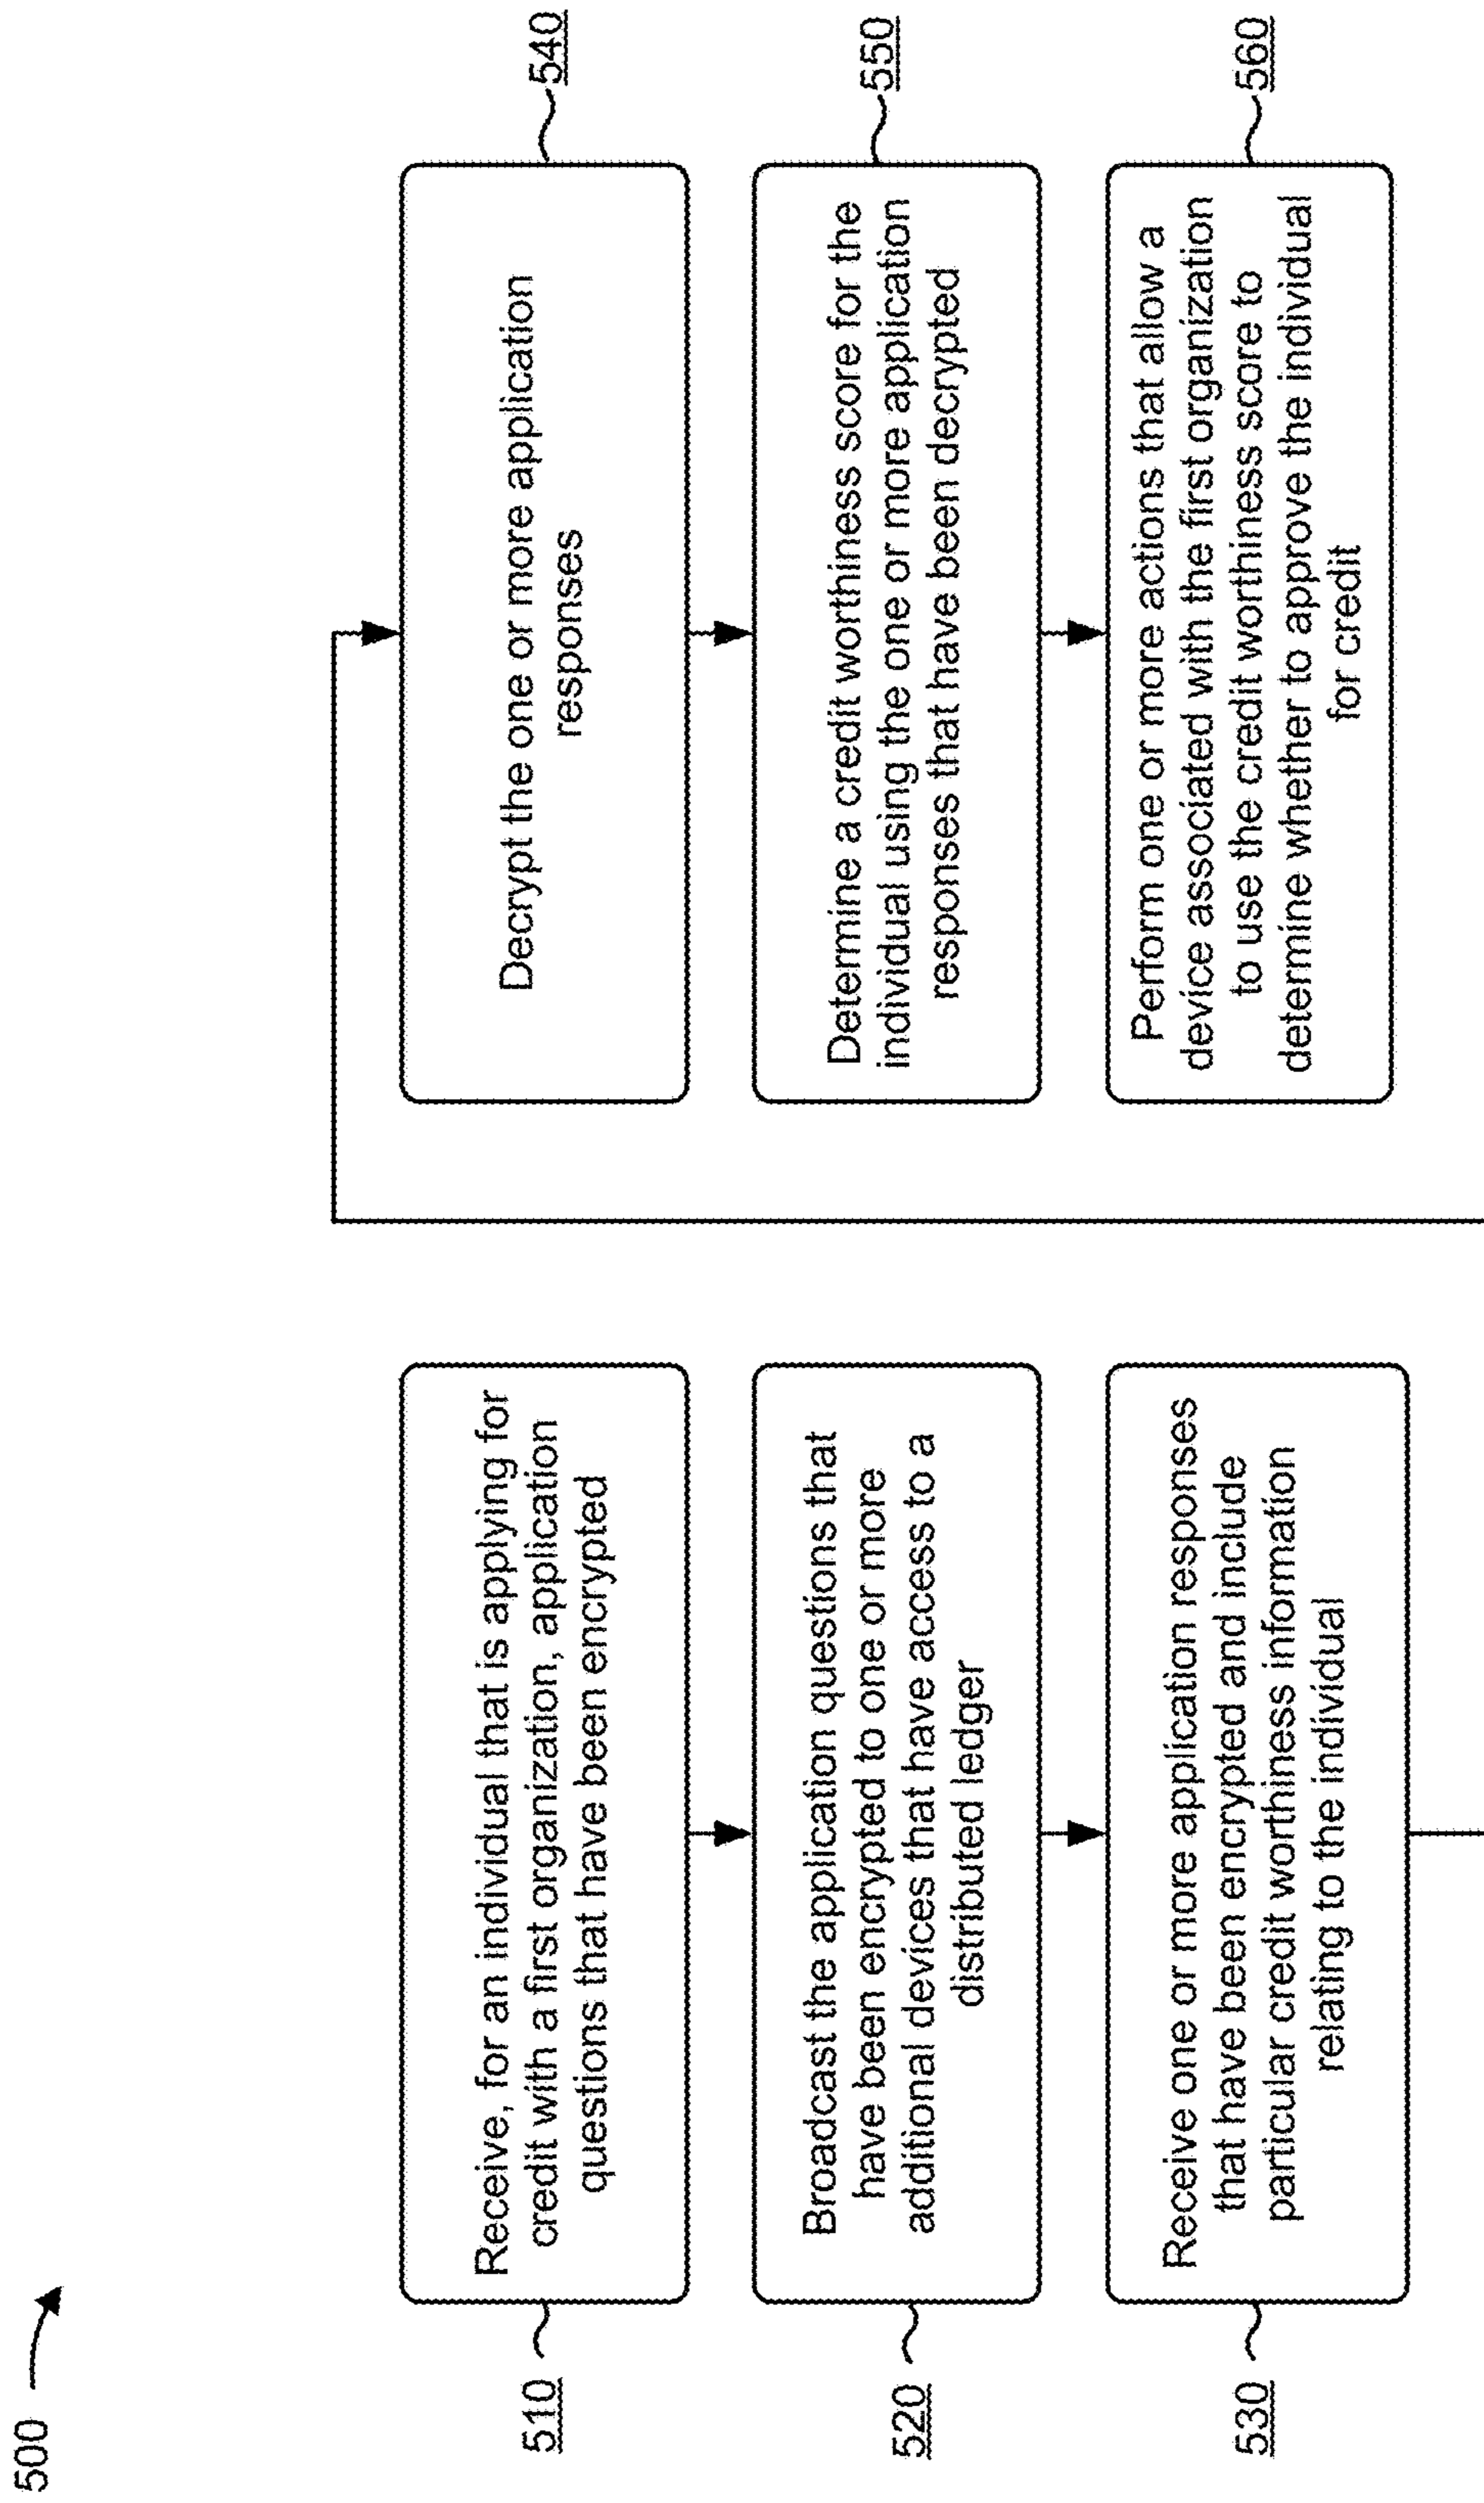 500
510
Receive, for an individual that is applying for
credit with a first organization, application
questions that have been encrypted
520
Broadcast the application questions that
have been encrypted to one or more
additional devices that have access to a
distributed ledger
530
Receive one or more application responses
that have been encrypted and include
particular credit worthiness information
relating to the individual
540
Decrypt the one or more application
responses
550
Determine a credit worthiness score for the
individual using the one or more application
responses that have been decrypted
560
Perform one or more actions that allow a
device associated with the first organization
to use the credit worthiness score to
determine whether to approve the individual
for credit